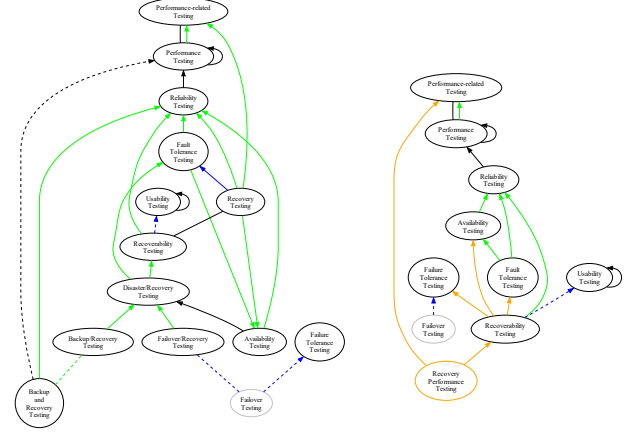 Performance-related
Testing
Performance
Testing
Reliability
Testing
Fault
Tolerance
Testing
Usability
Testing
Recovery
Testing
Recoverability
Testing
Disaster/Recovery
Testing
Backup/Recovery
Testing
Failover/Recovery
Testing
Availability
Testing
Failure
Tolerance
Testing
Backup
and
Recovery
Testing
Failover
Testing
Performance-related
Testing
Performance
Testing
Reliability
Testing
Availability
Testing
Failure
Tolerance
Testing
Fault
Tolerance
Testing
Usability
Testing
Failover
Testing
Recoverability
Testing
Recovery
Performance
Testing